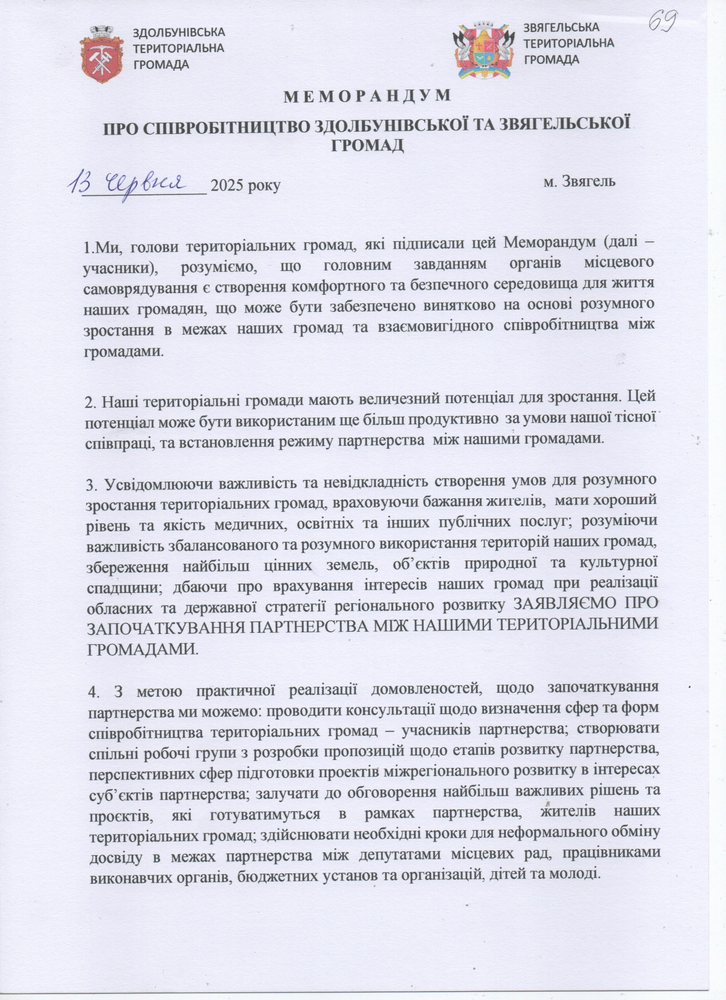 69
ЗДОЛБУНІВСЬКА
ТЕРИТОРІАЛЬНА
ГРОМАДА
ЗВЯГЕЛЬСЬКА
ТЕРИТОРІАЛЬНА
ГРОМАДА
М Е М О Р А Н Д У М
ПРО СПІВРОБІТНИЦТВО ЗДОЛБУНІВСЬКОЇ ТА ЗВЯГЕЛЬСЬКОЇ
ГРОМАД
13 червня 2025 року
м. Звягель
1.Ми, голови територіальних громад, які підписали цей Меморандум (далі –
учасники), розуміємо, що головним завданням органів місцевого
самоврядування є створення комфортного та безпечного середовища для життя
наших громадян, що може бути забезпечено винятково на основі розумного
зростання в межах наших громад та взаємовигідного співробітництва між
громадами.
2. Наші територіальні громади мають величезний потенціал для зростання. Цей
потенціал може бути використаним ще більш продуктивно за умови нашої тісної
співпраці, та встановлення режиму партнерства між нашими громадами.
3. Усвідомлюючи важливість та невідкладність створення умов для розумного
зростання територіальних громад, враховуючи бажання жителів, мати хороший
рівень та якість медичних, освітніх та інших публічних послуг; розуміючи
важливість збалансованого та розумного використання територій наших громад,
збереження найбільш цінних земель, об’єктів природної та культурної
спадщини; дбаючи про врахування інтересів наших громад при реалізації
обласних та державної стратегії регіонального розвитку ЗАЯВЛЯЄМО ПРО
ЗАПОЧАТКУВАННЯ ПАРТНЕРСТВА МІЖ НАШИМИ ТЕРИТОРІАЛЬНИМИ
ГРОМАДАМИ.
4. З метою практичної реалізації домовленостей, щодо започаткування
партнерства ми можемо: проводити консультації щодо визначення сфер та форм
співробітництва територіальних громад – учасників партнерства; створювати
спільні робочі групи з розробки пропозицій щодо етапів розвитку партнерства,
перспективних сфер підготовки проектів міжрегіонального розвитку в інтересах
суб’єктів партнерства; залучати до обговорення найбільш важливих рішень та
проєктів, які готуватимуться в рамках партнерства, жителів наших
територіальних громад; здійснювати необхідні кроки для неформального обміну
досвіду в межах партнерства між депутатами місцевих рад, працівниками
виконавчих органів, бюджетних установ та організацій, дітей та молоді.